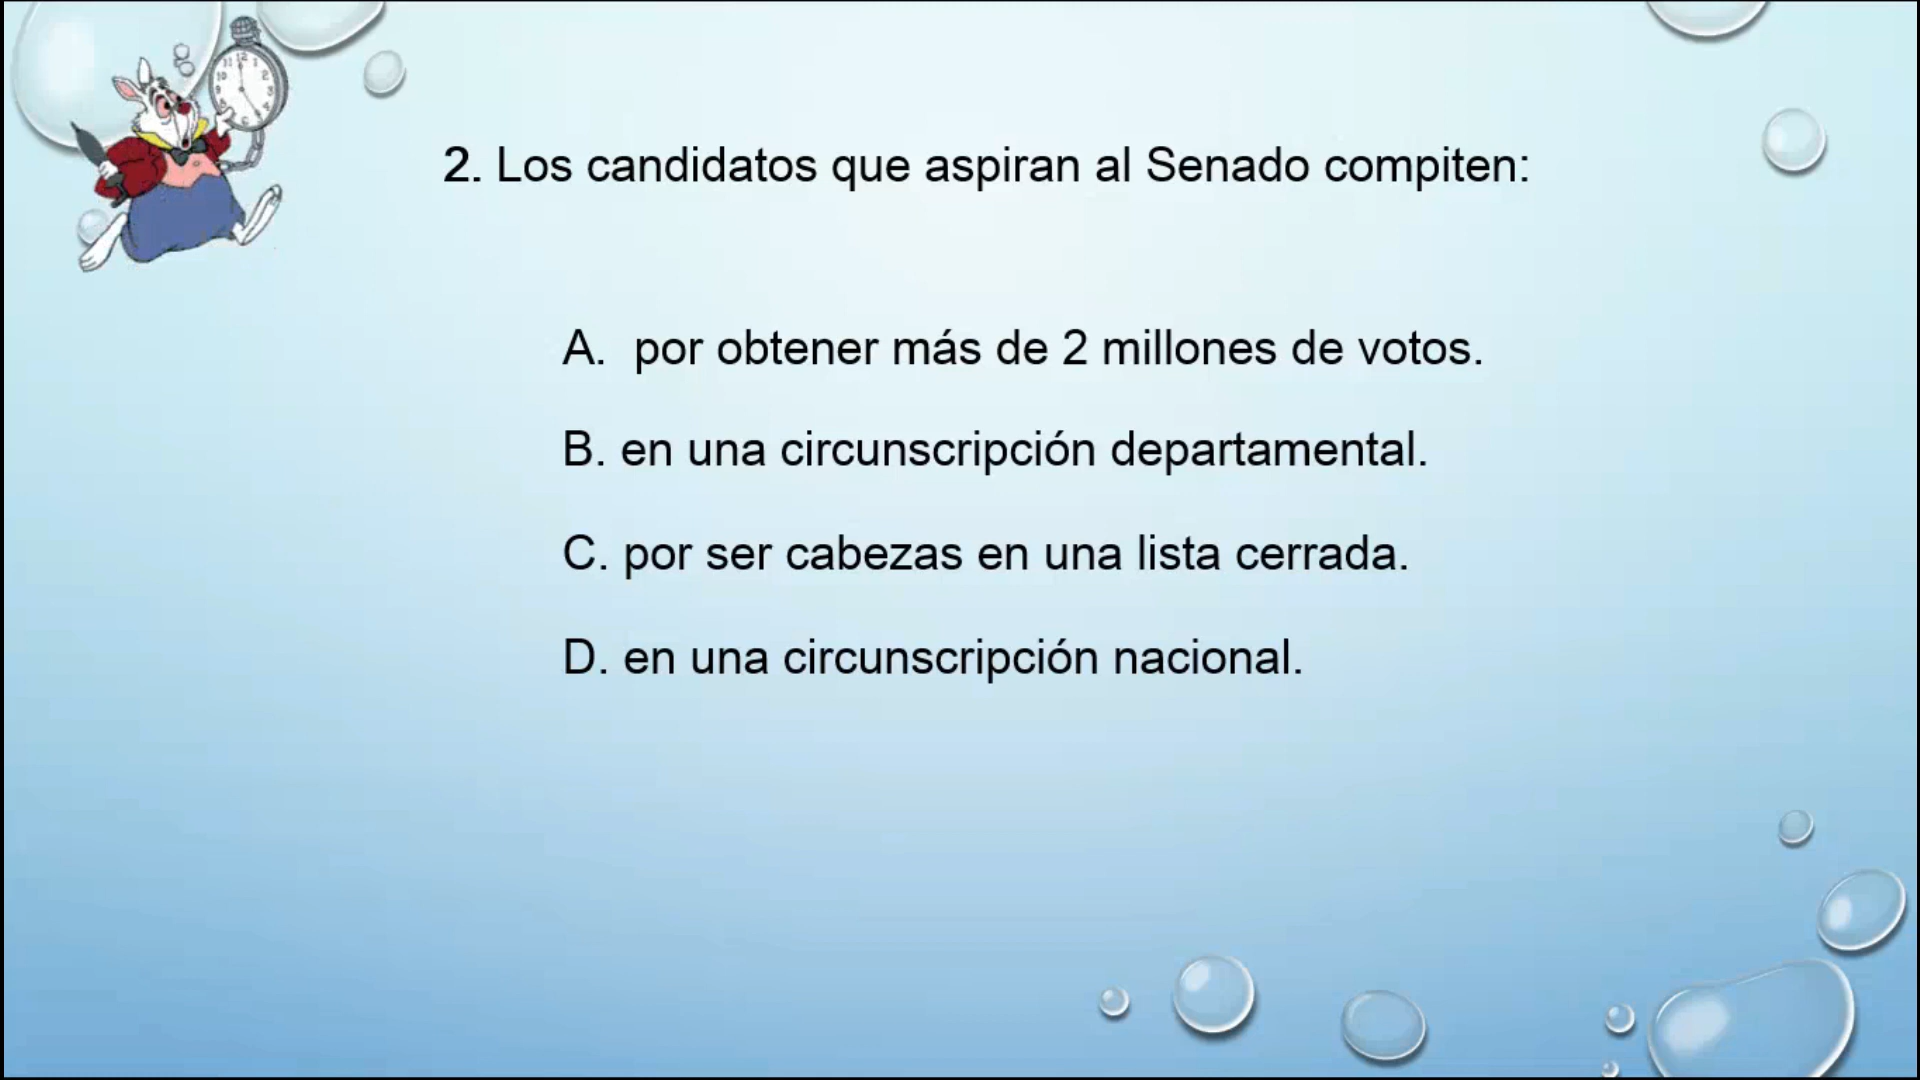 2. Los candidatos que aspiran al Senado compiten:
A. por obtener más de 2 millones de votos.
B. en una circunscripción departamental.
C. por ser cabezas en una lista cerrada.
D. en una circunscripción nacional.